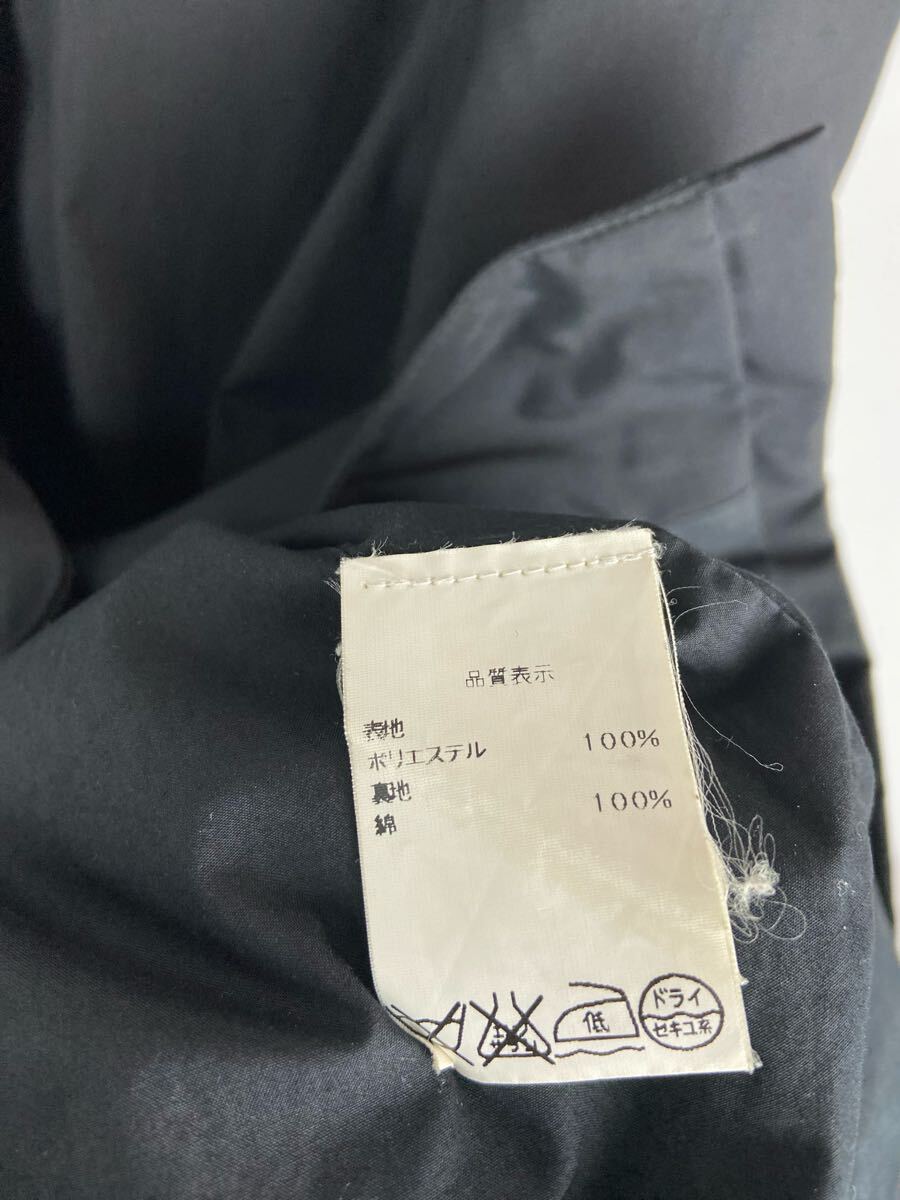 品質表示
表地
ポリエステル 100%
裏地
綿 100%
低
ドライ
セキユ系